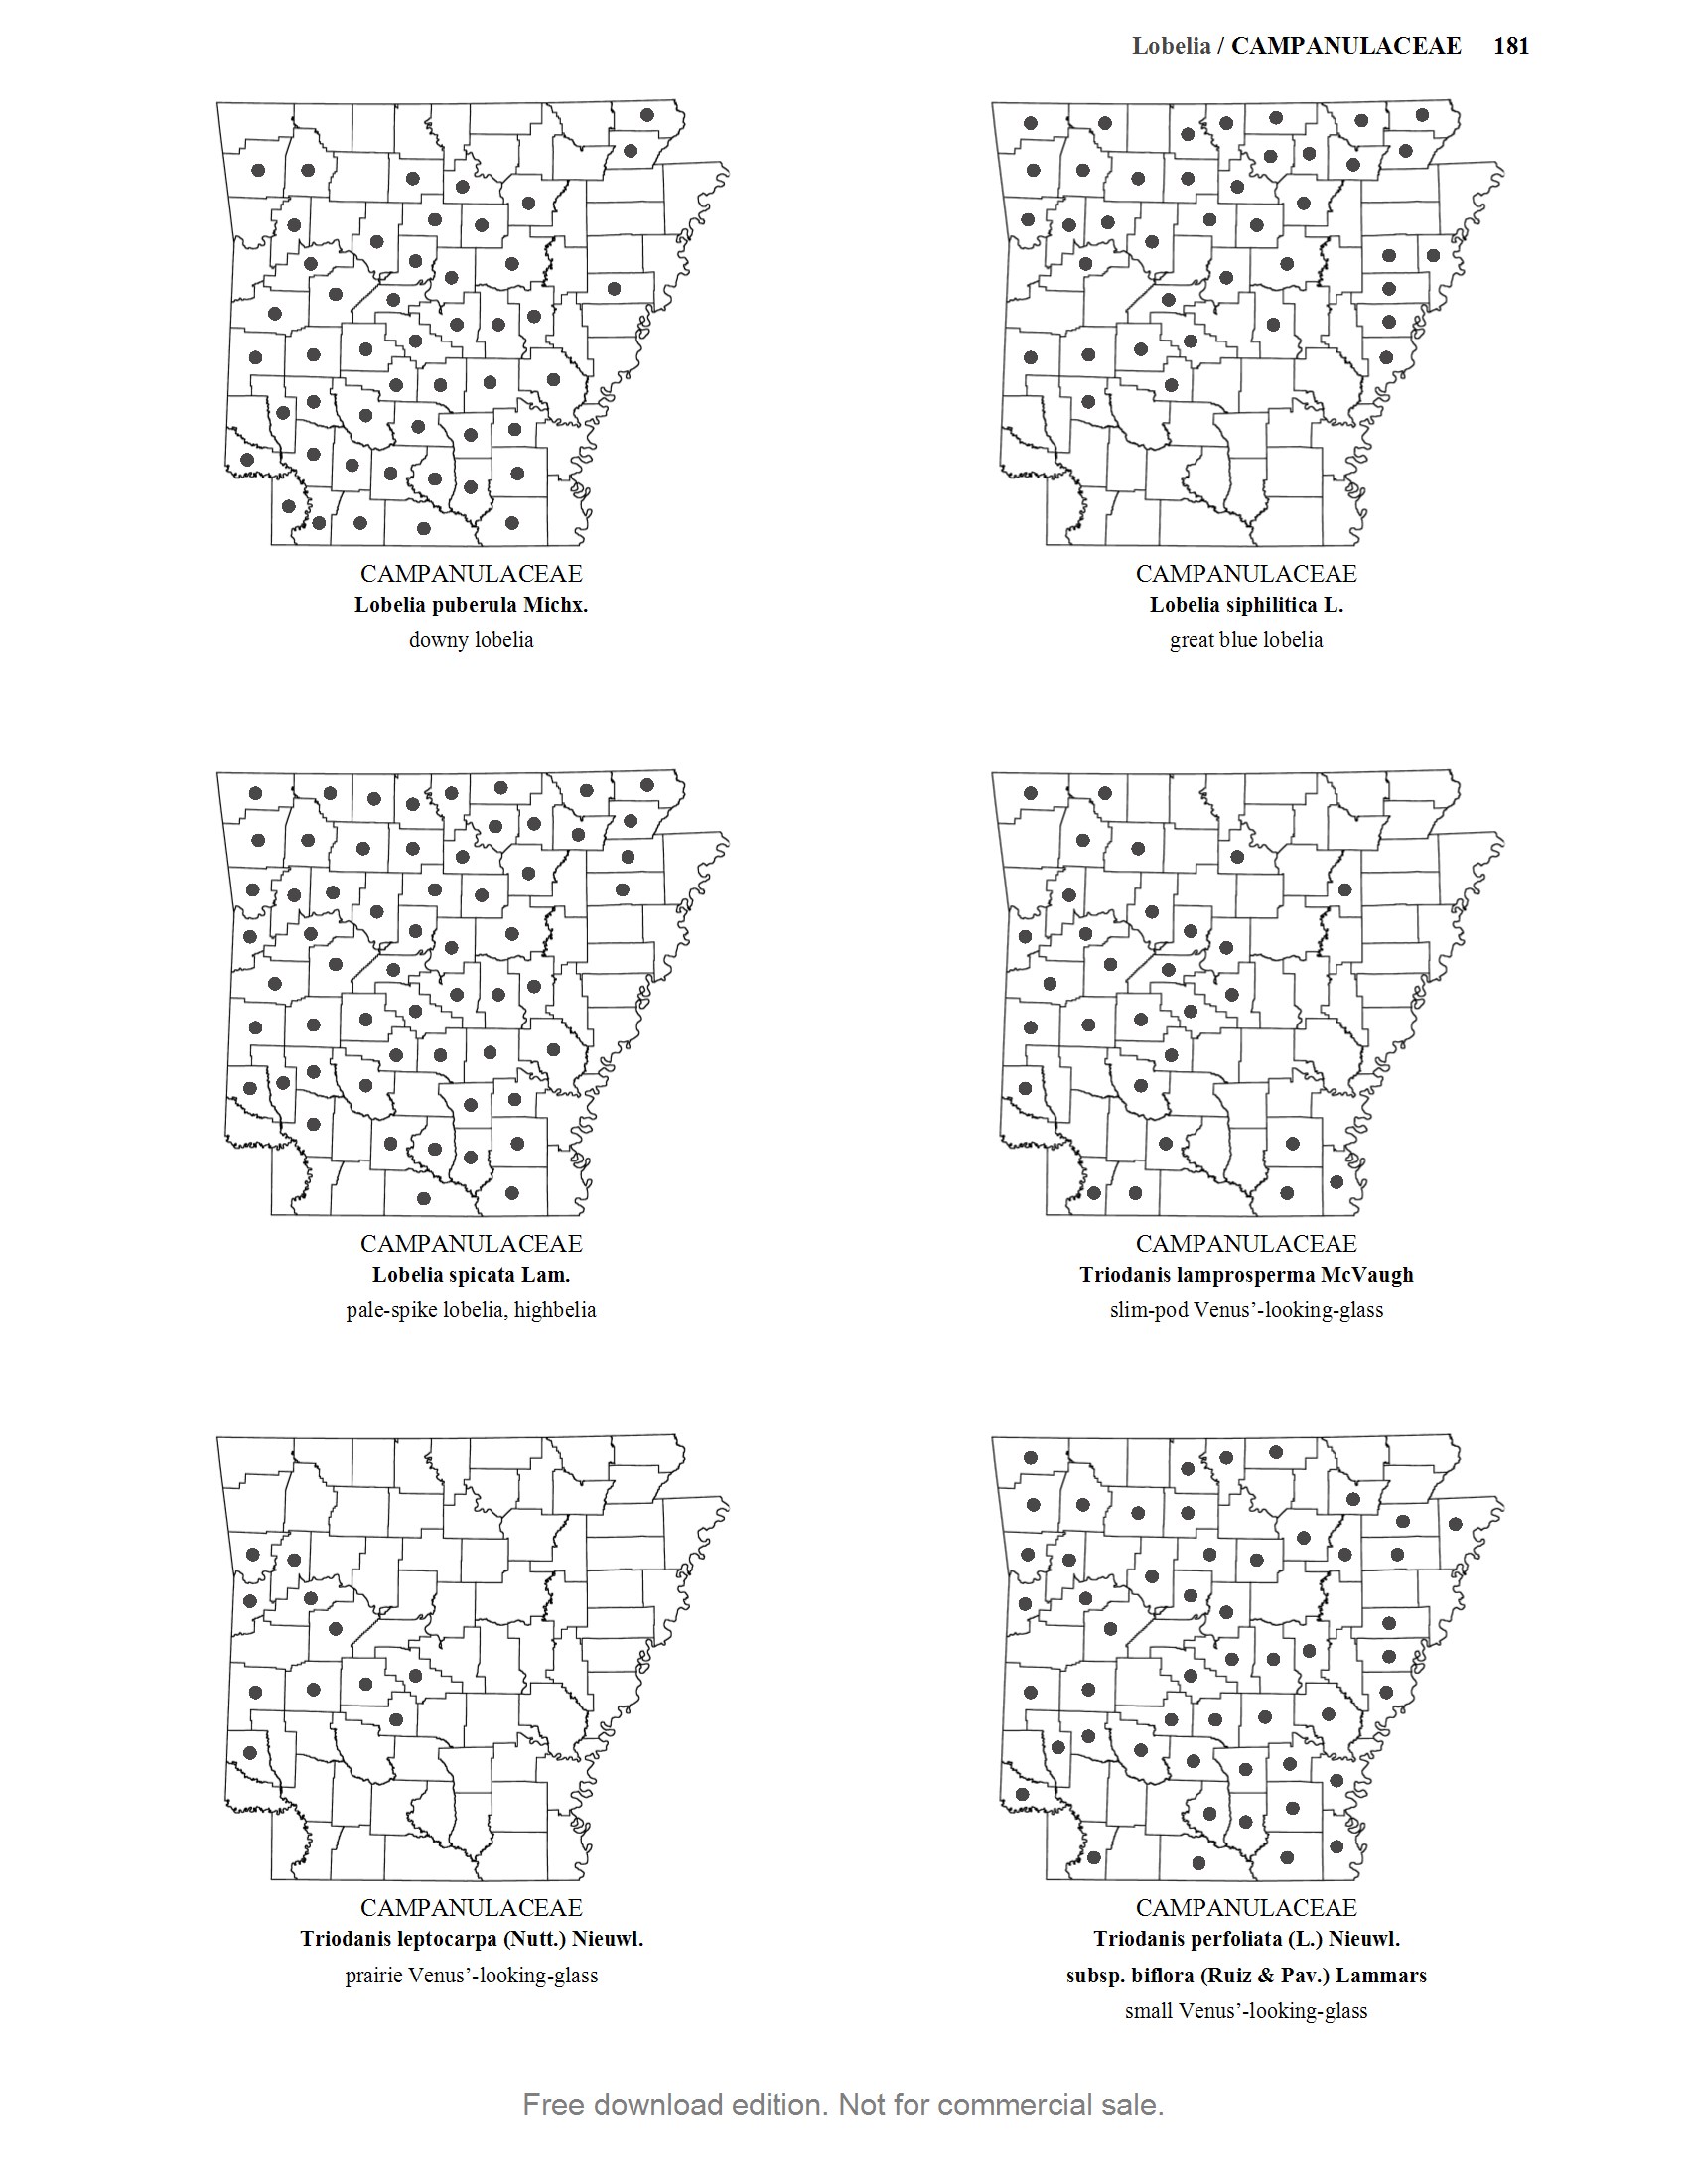 Lobelia / CAMPANULACEAE 181
CAMPANULACEAE
Lobelia puberula Michx.
downy lobelia
CAMPANULACEAE
Lobelia siphilitica L.
great blue lobelia
CAMPANULACEAE
Lobelia spicata Lam.
pale-spike lobelia, highbelia
CAMPANULACEAE
Triodanis lamprosperma McVaugh
slim-pod Venus’-looking-glass
CAMPANULACEAE
Triodanis leptocarpa (Nutt.) Nieuwl.
prairie Venus’-looking-glass
CAMPANULACEAE
Triodanis perfoliata (L.) Nieuwl.
subsp. biflora (Ruiz & Pav.) Lammars
small Venus’-looking-glass
Free download edition. Not for commercial sale.